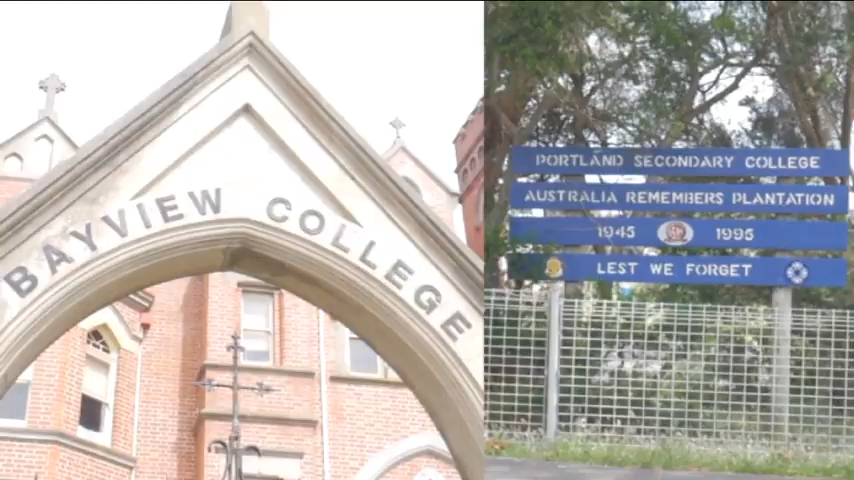 BAYVIEW COLLEGE
PORTLAND SECONDARY COLLEGE
AUSTRALIA REMEMBERS PLANTATION
1945 1995
LEST WE FORGET